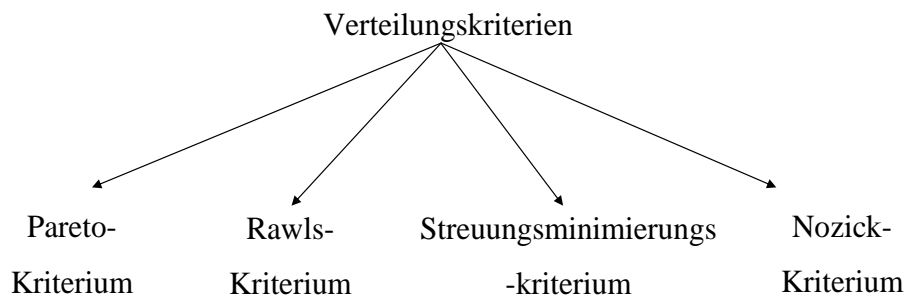 Verteilungskriterien
Pareto-
Kriterium
Rawls-
Kriterium
Streuungsminimierungs
-kriterium
Nozick-
Kriterium